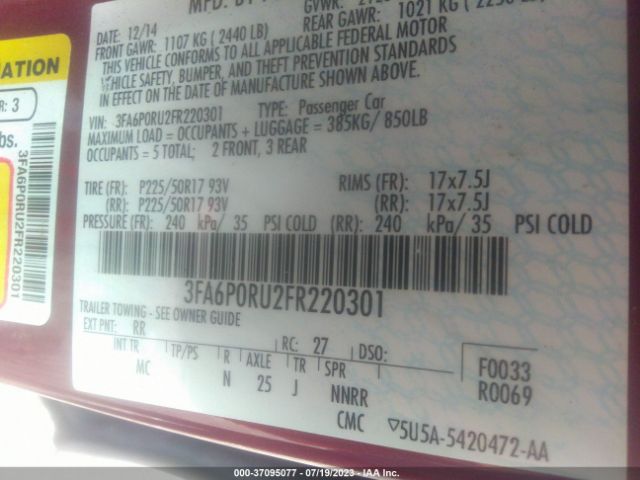 MFD. BY
GVWR:
DATE: 12/14
FRONT GAWR: 1107 KG ( 2440 LB)
REAR GAWR:
1021 KG
THIS VEHICLE CONFORMS TO ALL APPLICABLE FEDERAL MOTOR
VEHICLE SAFETY, BUMPER, AND THEFT PREVENTION STANDARDS
IN EFFECT ON THE DATE OF MANUFACTURE SHOWN ABOVE.
VIN: 3FA6P0RU2FR220301 TYPE: Passenger Car
MAXIMUM LOAD = OCCUPANTS + LUGGAGE = 385KG/ 850LB
OCCUPANTS = 5 TOTAL; 2 FRONT, 3 REAR
TIRE (FR): P225/50R17 93V RIMS (FR): 17x7.5J
(RR): P225/50R17 93V (RR): 17x7.5J
PRESSURE (FR): 240 kPa/ 35 PSI COLD (RR): 240 kPa/ 35 PSI COLD
3FA6P0RU2FR220301
TRAILER TOWING - SEE OWNER GUIDE
EXT PNT: RR RC: 27 DSO:
INT TR TP/PS R AXLE TR SPR
MC N 25 J NNRR
F0033
R0069
CMC ▽5U5A-5420472-AA
MATION
R: 3
bs.
3FA6P0RU2FR220301
000-37095077 - 07/19/2023 - IAA Inc.